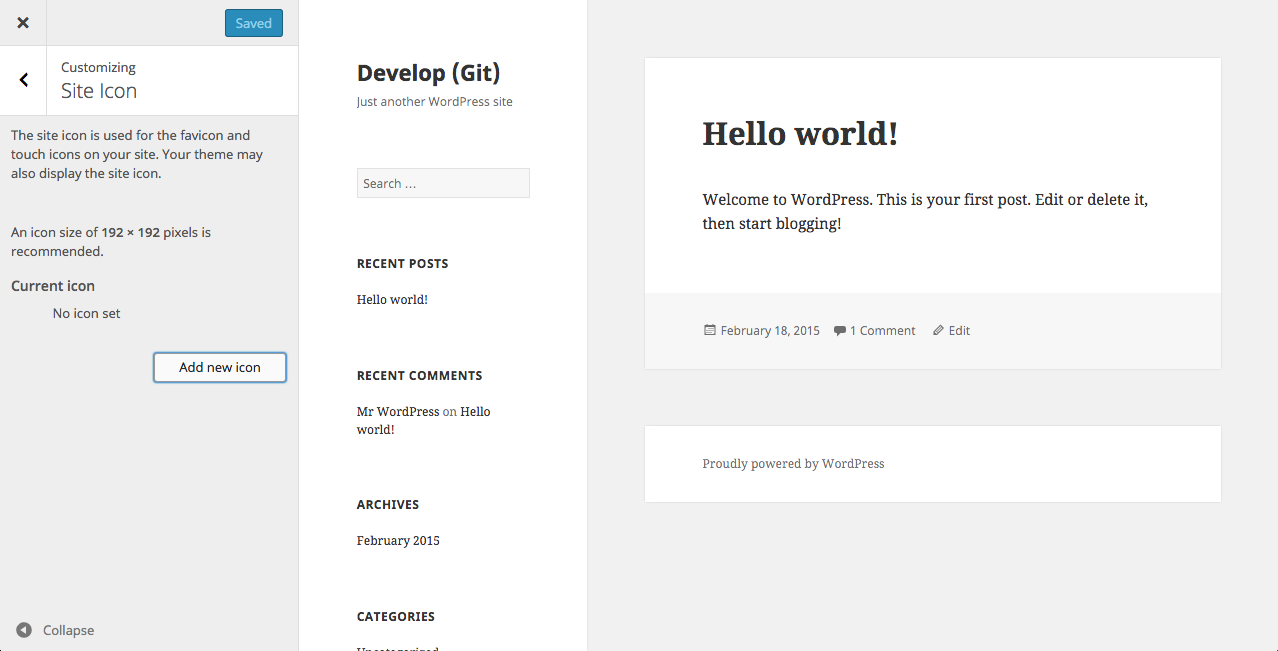 Saved
Customizing
Site Icon
The site icon is used for the favicon and
touch icons on your site. Your theme may
also display the site icon.
An icon size of 192 × 192 pixels is
recommended.
Current icon
No icon set
Add new icon
Collapse
Develop (Git)
Just another WordPress site
Search …
RECENT POSTS
Hello world!
RECENT COMMENTS
Mr WordPress on Hello
world!
ARCHIVES
February 2015
CATEGORIES
Uncategorized
Hello world!
Welcome to WordPress. This is your first post. Edit or delete it,
then start blogging!
February 18, 2015 1 Comment Edit
Proudly powered by WordPress